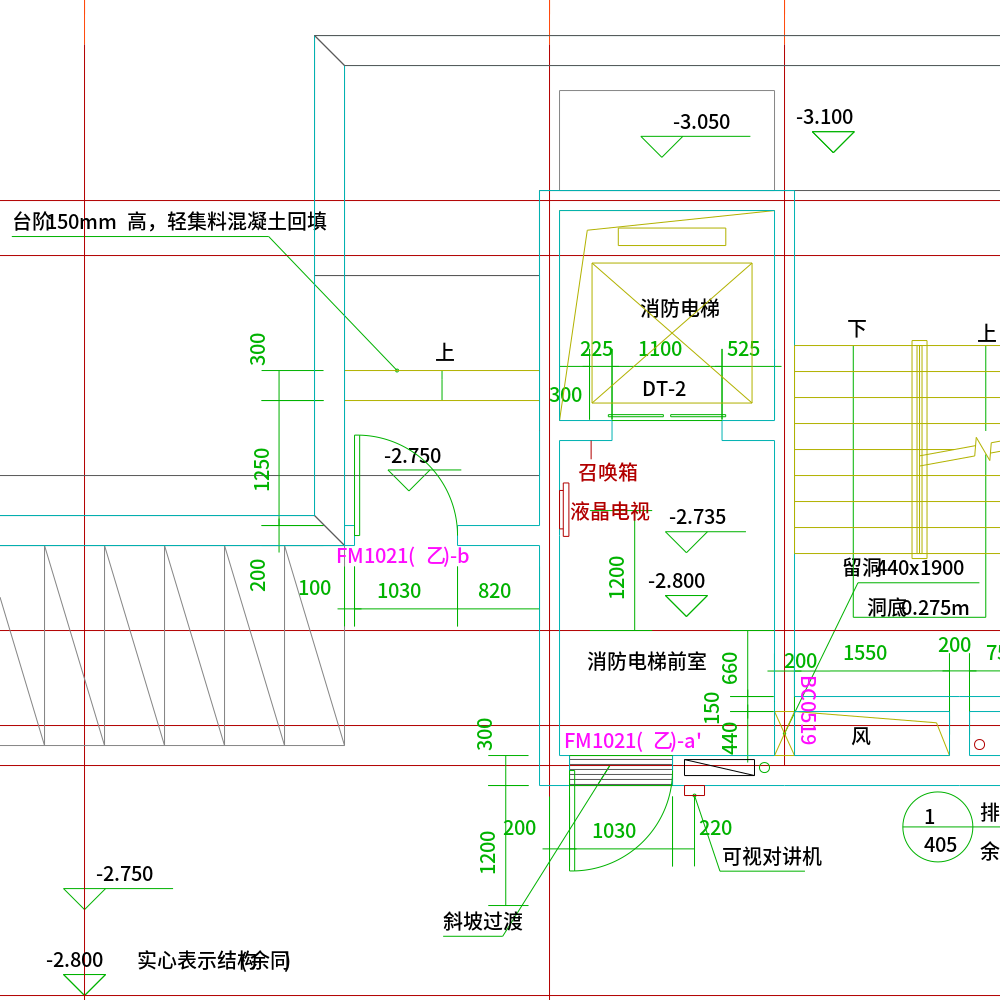 -3.050
-3.100
台阶150mm 高，轻集料混凝土回填
消防电梯
下
上
300
上
225
1100
525
DT-2
300
-2.750
1250
召唤箱
液晶电视
-2.735
FM1021( 乙)-b
留洞440x1900
200
100
1030
820
1200
-2.800
洞底0.275m
消防电梯前室
660
200
1550
200
75
BC0519
150
300
FM1021( 乙)-a'
440
风
1
405
排
余
200
1030
220
1200
可视对讲机
-2.750
斜坡过渡
-2.800
实心表示结构(余同)